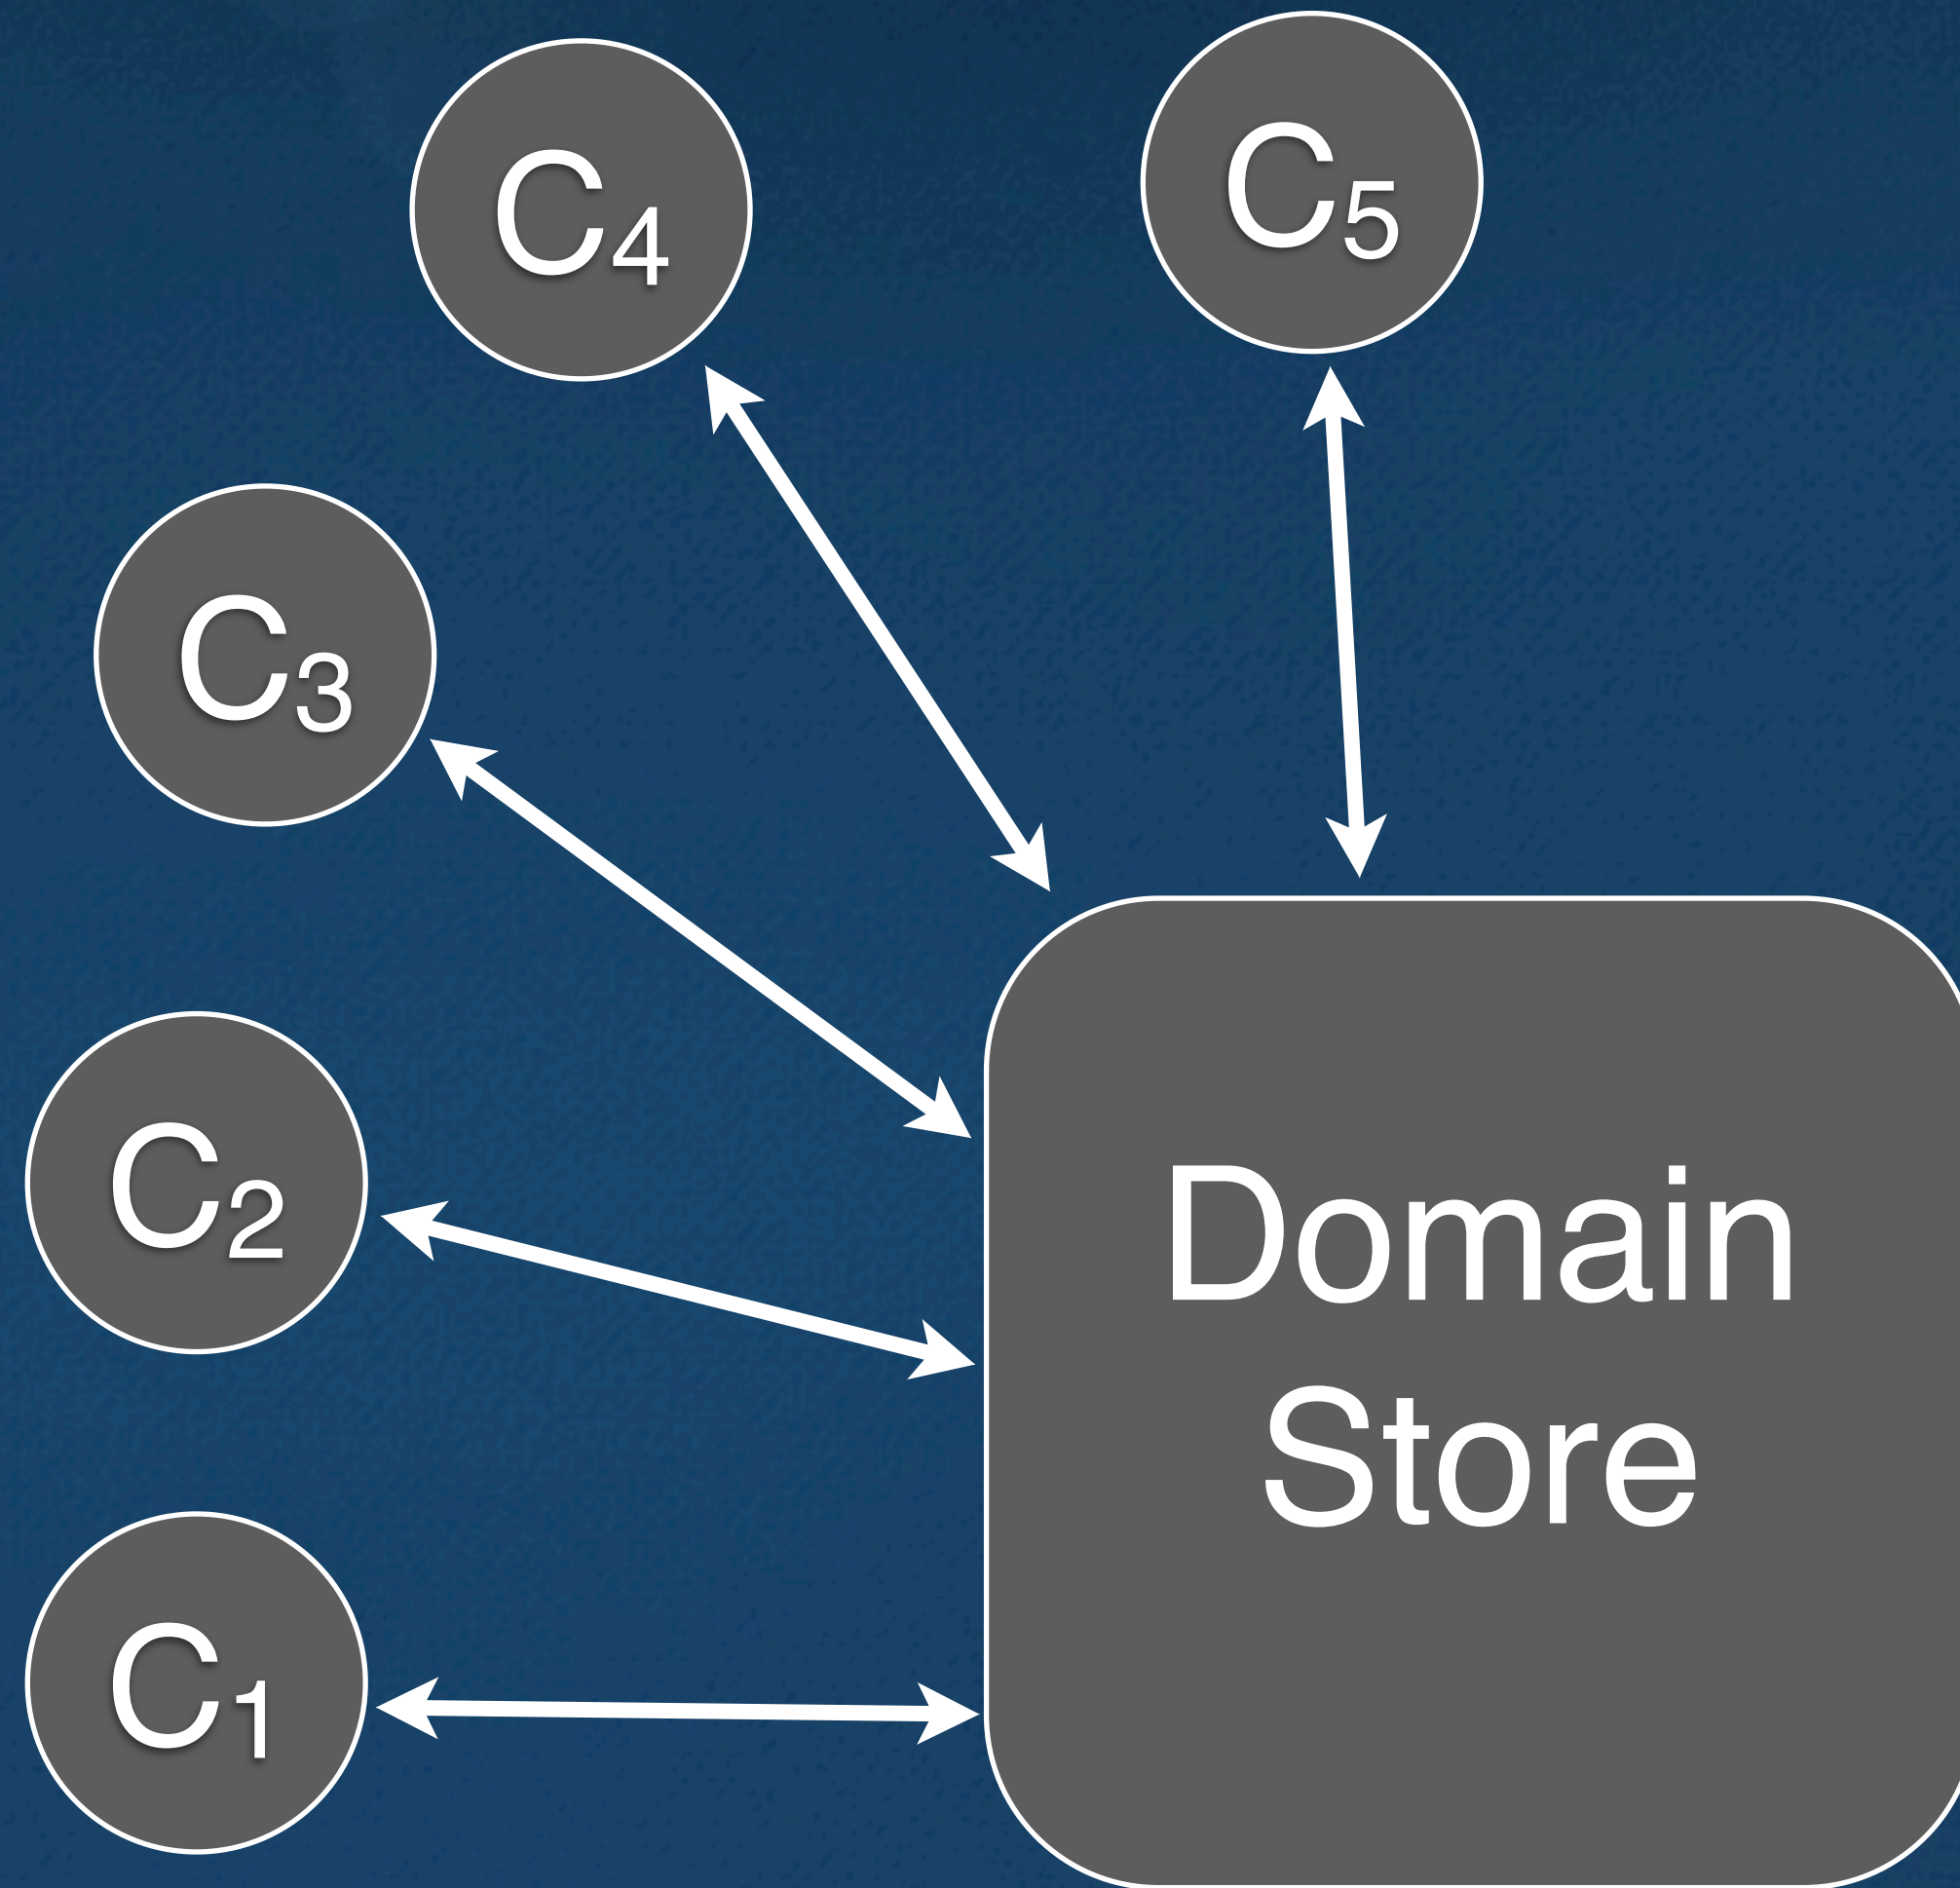 C₄
C₅
C₃
C₂
Domain
Store
C₁